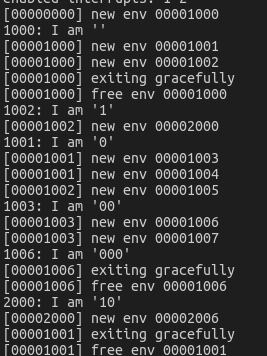 enabled interrupts: 1 2
[00000000] new env 00001000
1000: I am ''
[00001000] new env 00001001
[00001000] new env 00001002
[00001000] exiting gracefully
[00001000] free env 00001000
1002: I am '1'
[00001002] new env 00002000
1001: I am '0'
[00001001] new env 00001003
[00001001] new env 00001004
[00001002] new env 00001005
1003: I am '00'
[00001003] new env 00001006
[00001003] new env 00001007
1006: I am '000'
[00001006] exiting gracefully
[00001006] free env 00001006
2000: I am '10'
[00002000] new env 00002006
[00001001] exiting gracefully
[00001001] free env 00001001